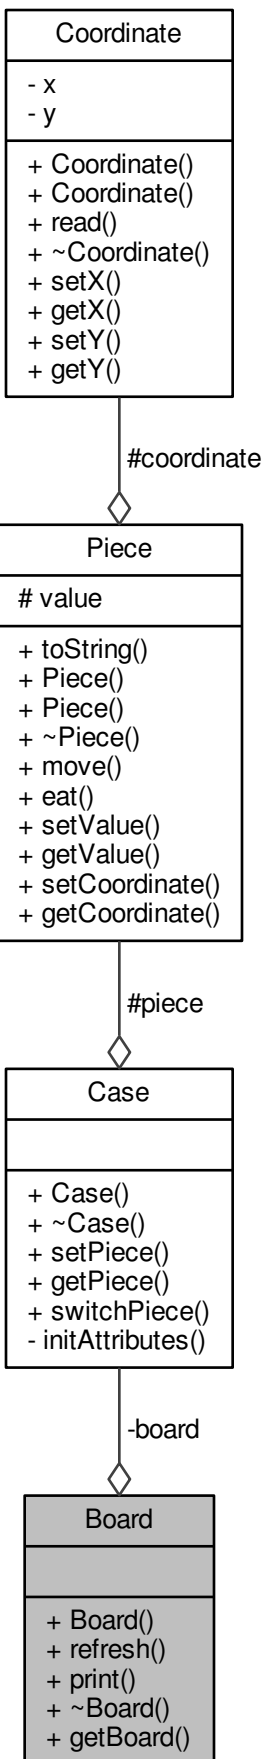 Coordinate
- x
- y
+ Coordinate()
+ Coordinate()
+ read()
+ ~Coordinate()
+ setX()
+ getX()
+ setY()
+ getY()
#coordinate
Piece
# value
+ toString()
+ Piece()
+ Piece()
+ ~Piece()
+ move()
+ eat()
+ setValue()
+ getValue()
+ setCoordinate()
+ getCoordinate()
#piece
Case
+ Case()
+ ~Case()
+ setPiece()
+ getPiece()
+ switchPiece()
- initAttributes()
-board
Board
+ Board()
+ refresh()
+ print()
+ ~Board()
+ getBoard()